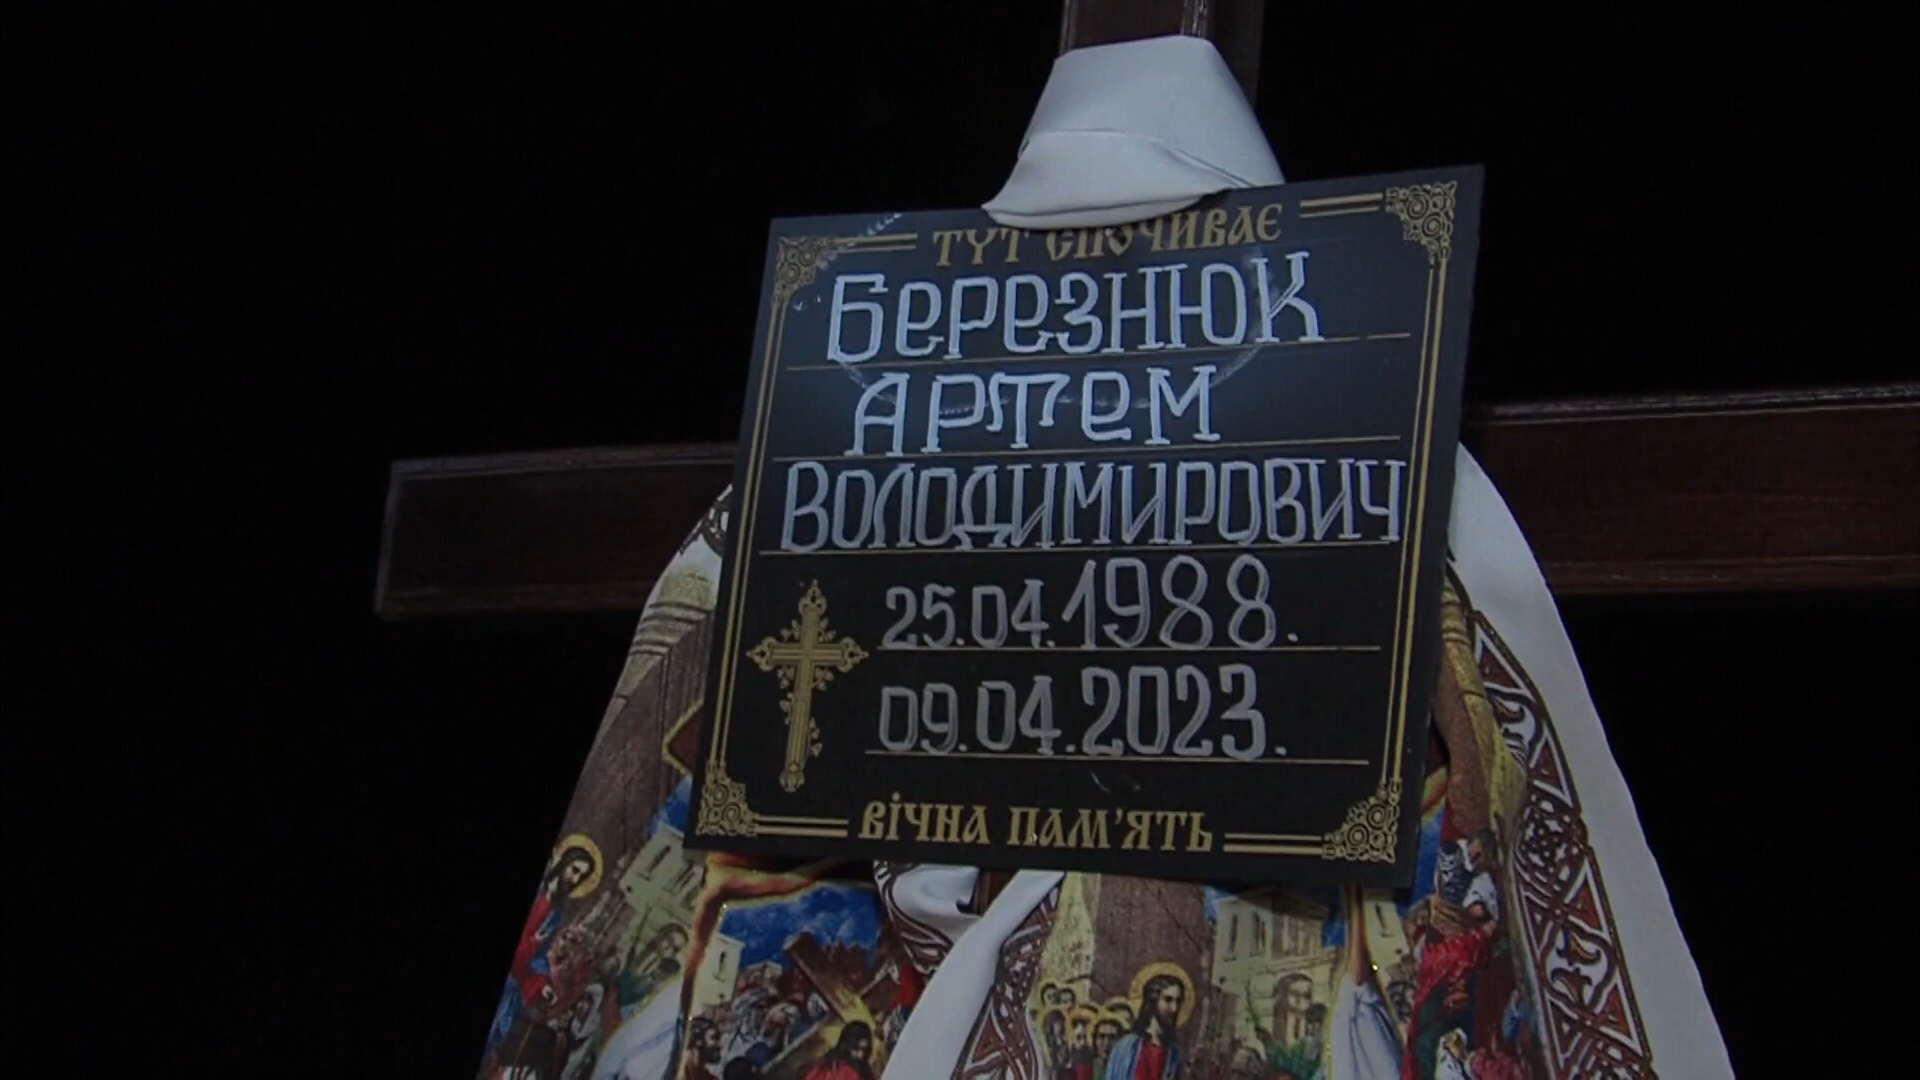 ТУТ СПОЧИВАЄ
БЕРЕЗНЮК
АРТЕМ
ВОЛОДИМИРОВИЧ
25.04.1988.
09.04.2023.
ВІЧНА ПАМ'ЯТЬ